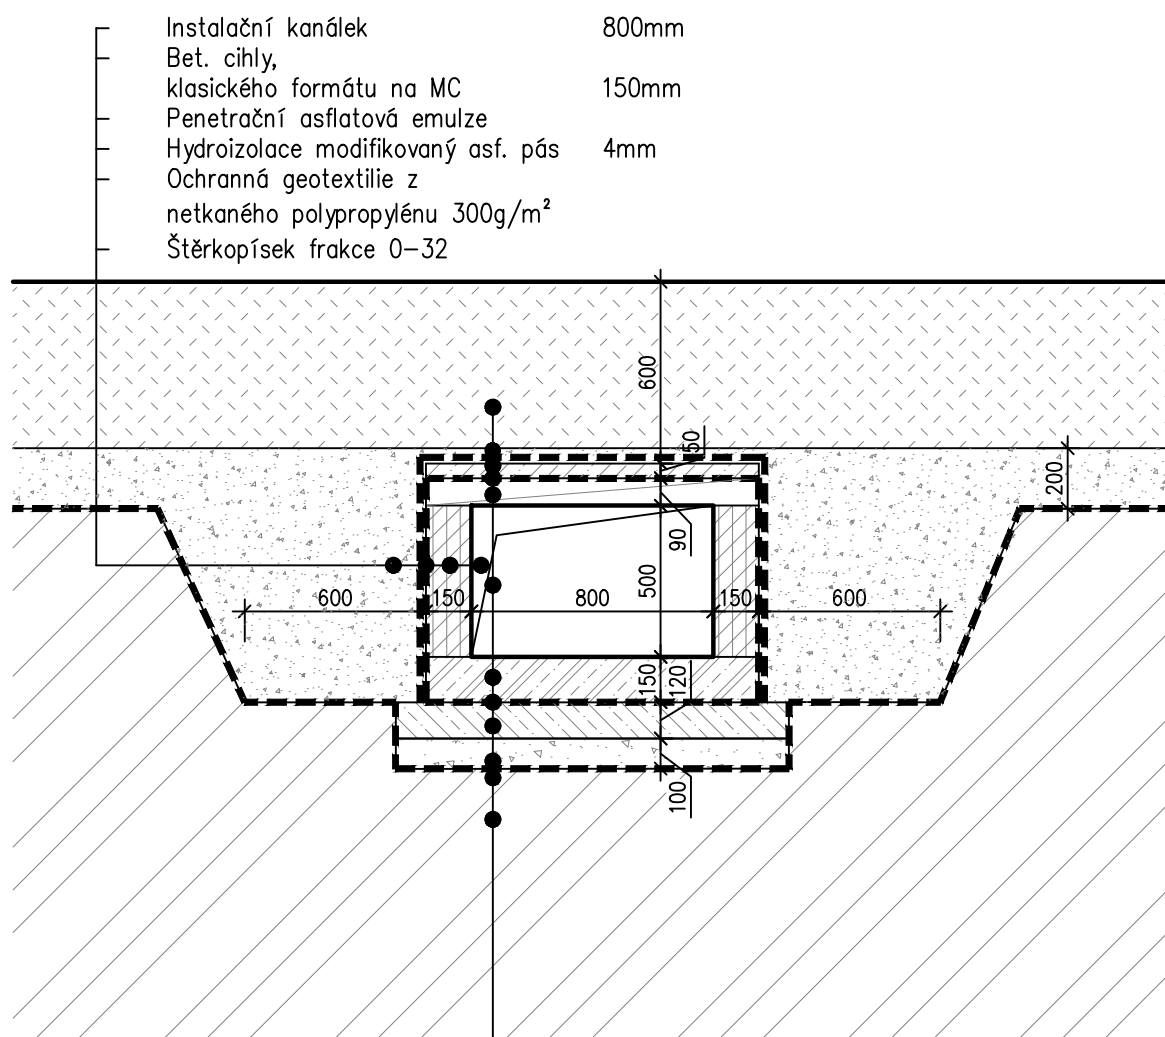 Instalační kanálek 800mm
Bet. cihly,
klasického formátu na MC 150mm
Penetrační asflatová emulze
Hydroizolace modifikovaný asf. pás 4mm
Ochranná geotextilie z
netkaného polypropylénu 300g/m²
Štěrkopísek frakce 0-32
600
50
200
90
500
600 150 800 150 600
150
120
100